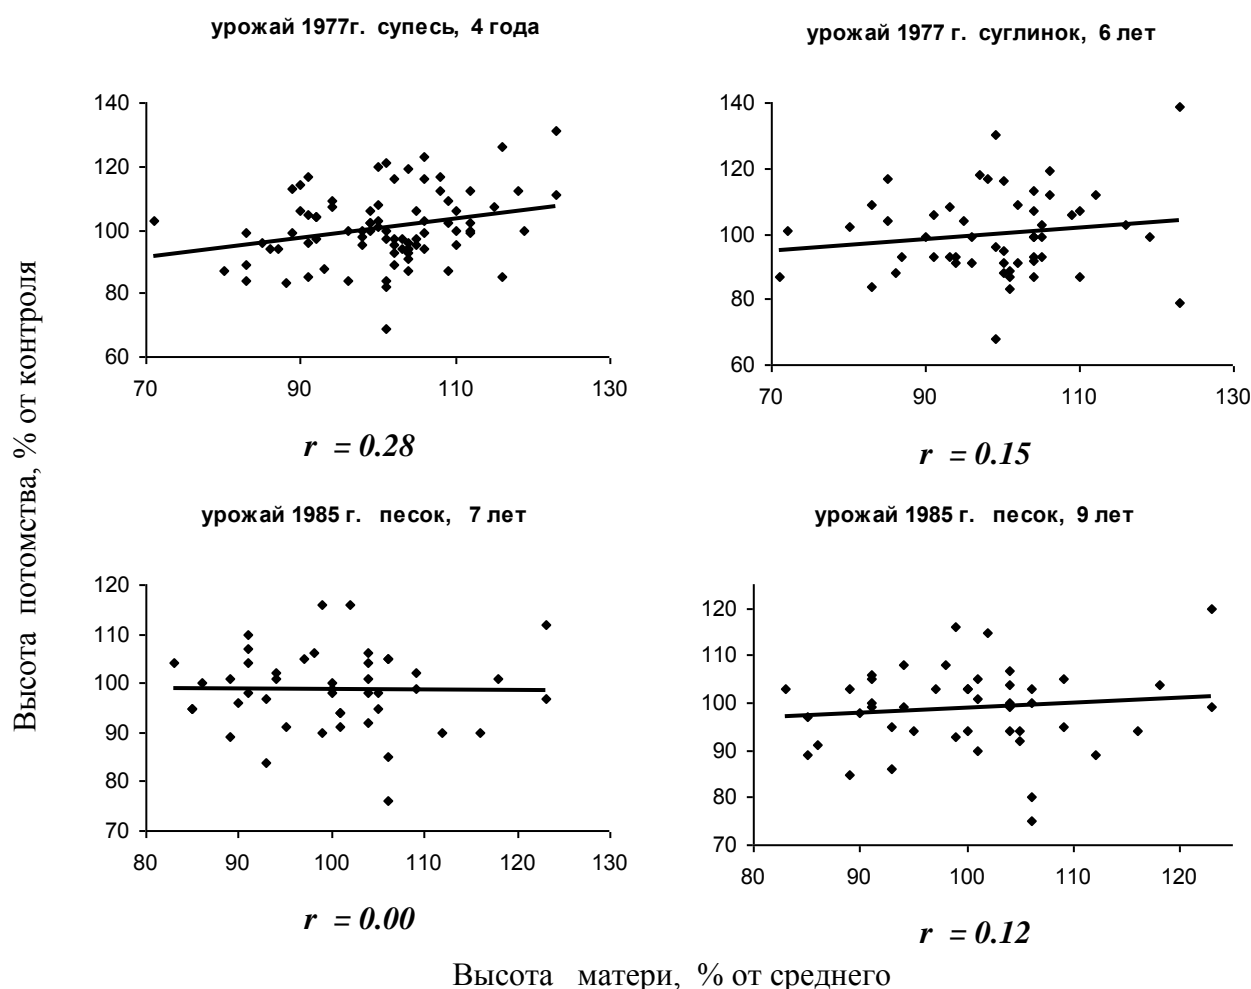 урожай 1977г. супесь, 4 года
140
120
100
80
60
70 90 110 130
r = 0.28
урожай 1977 г. суглинок, 6 лет
140
120
100
80
60
70 90 110 130
r = 0.15
Высота потомства, % от контроля
урожай 1985 г. песок, 7 лет
120
110
100
90
80
70
80 90 100 110 120 130
r = 0.00
урожай 1985 г. песок, 9 лет
120
110
100
90
80
70
80 90 100 110 120
r = 0.12
Высота матери, % от среднего